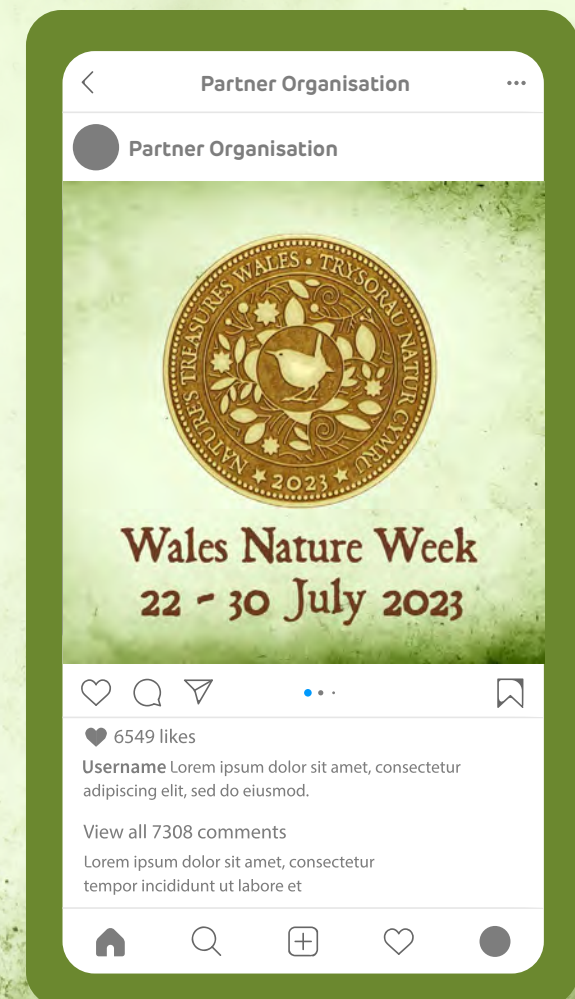 Partner Organisation
Partner Organisation
NATURES TREASURES WALES • TRYSORAU NATUR CYMRU
2023
Wales Nature Week
22 - 30 July 2023
6549 likes
Username Lorem ipsum dolor sit amet, consectetur
adipiscing elit, sed do eiusmod.
View all 7308 comments
Lorem ipsum dolor sit amet, consectetur
tempor incididunt ut labore et